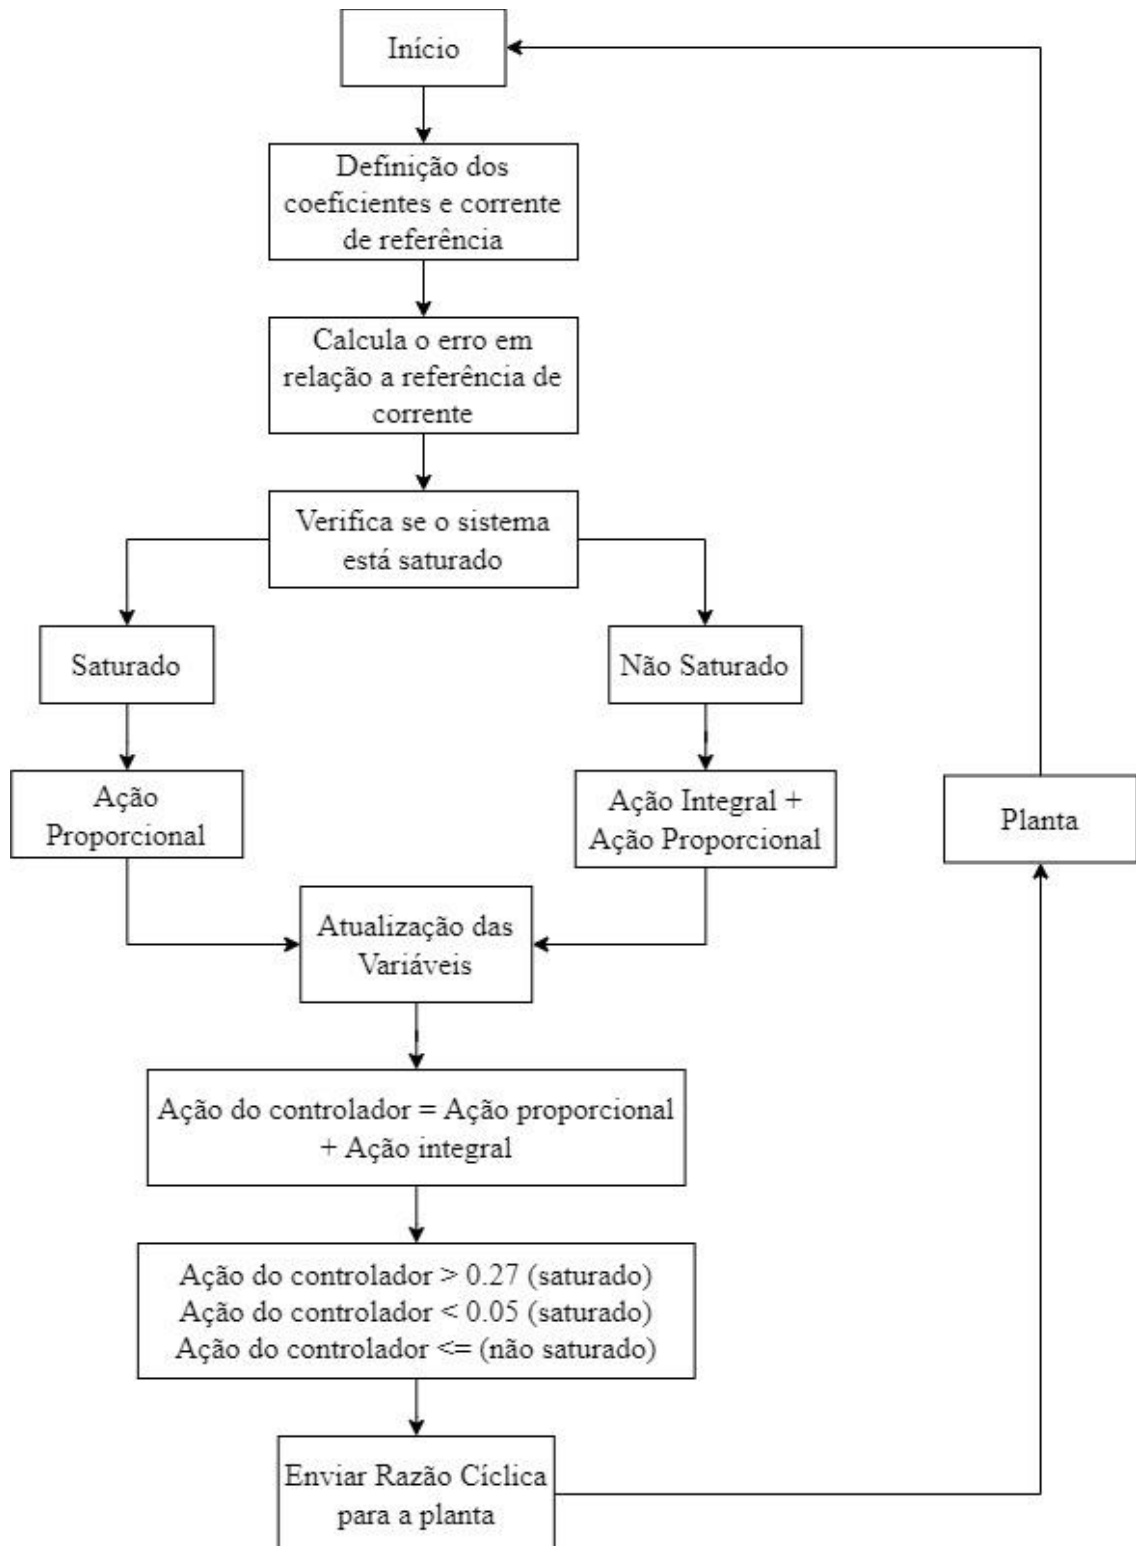 Início
Definição dos
coeficientes e corrente
de referência
Calcula o erro em
relação a referência de
corrente
Verifica se o sistema
está saturado
Saturado
Não Saturado
Ação
Proporcional
Ação Integral +
Ação Proporcional
Planta
Atualização das
Variáveis
Ação do controlador = Ação proporcional
+ Ação integral
Ação do controlador > 0.27 (saturado)
Ação do controlador < 0.05 (saturado)
Ação do controlador <= (não saturado)
Enviar Razão Cíclica
para a planta